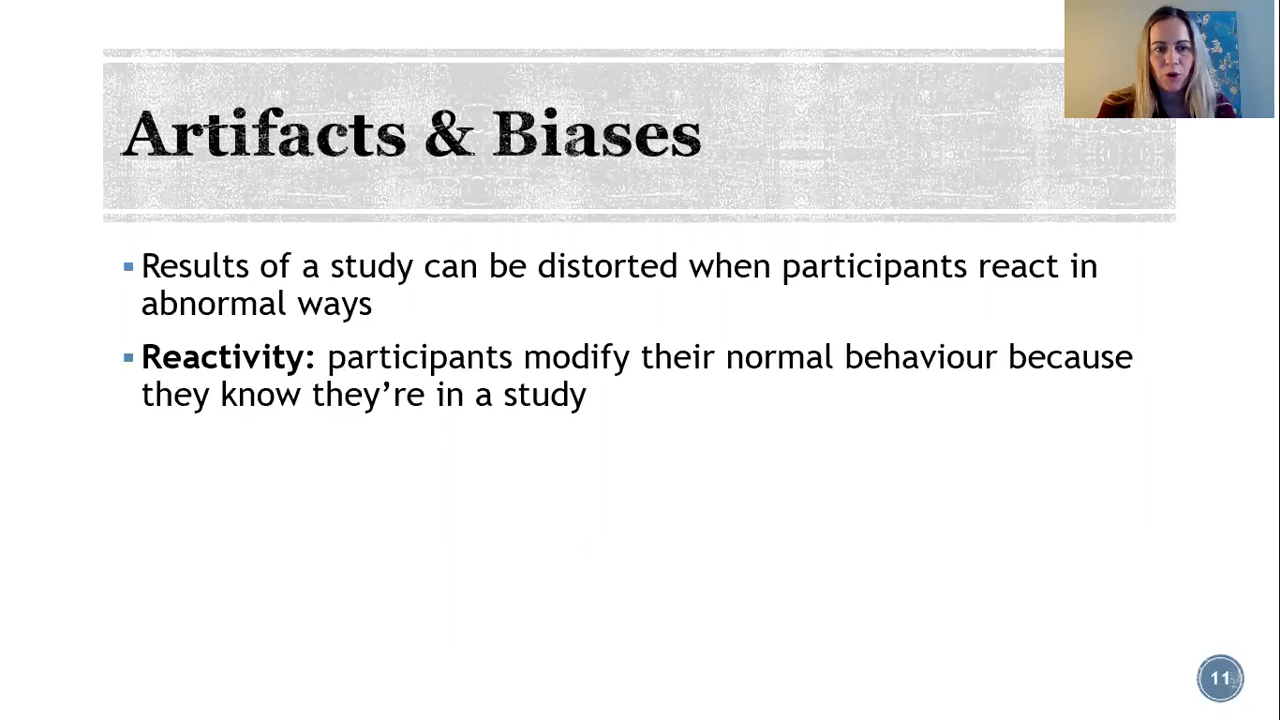 Artifacts & Biases
Results of a study can be distorted when participants react in
abnormal ways
Reactivity: participants modify their normal behaviour because
they know they’re in a study
11